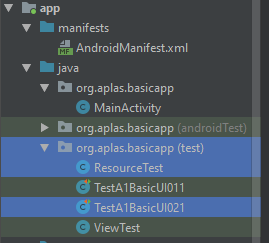 app
manifests
AndroidManifest.xml
java
org.aplas.basicapp
MainActivity
org.aplas.basicapp (androidTest)
org.aplas.basicapp (test)
ResourceTest
TestA1BasicUI011
TestA1BasicUI021
ViewTest